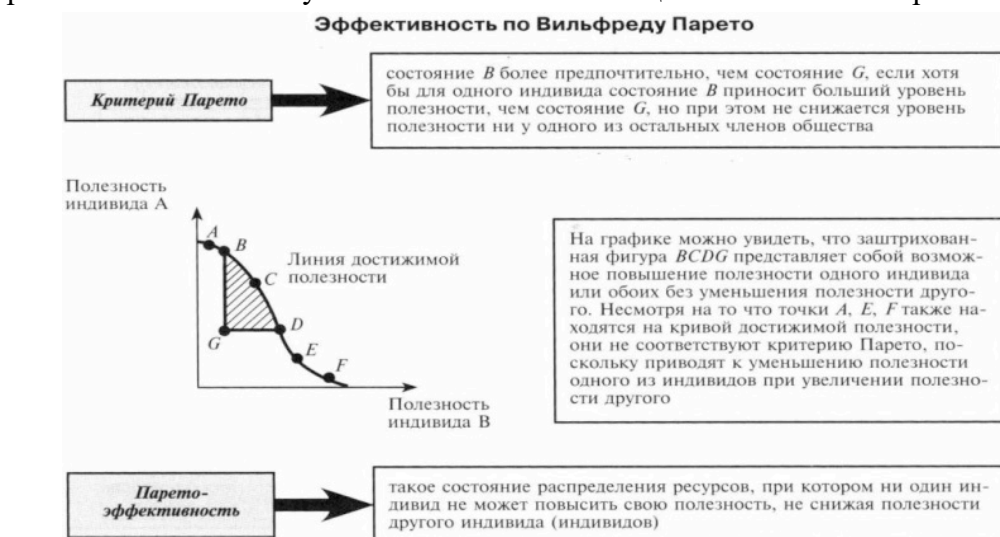 Эффективность по Вильфреду Парето
Критерий Парето
состояние B более предпочтительно, чем состояние G, если хотя
бы для одного индивида состояние B приносит больший уровень
полезности, чем состояние G, но при этом не снижается уровень
полезности ни у одного из остальных членов общества
Полезность
индивида А
A
B
Линия достижимой
полезности
C
G
D
E
F
Полезность
индивида В
На графике можно увидеть, что заштрихован-
ная фигура BCDG представляет собой возмож-
ное повышение полезности одного индивида
или обоих без уменьшения полезности друго-
го. Несмотря на то что точки A, E, F также на-
ходятся на кривой достижимой полезности,
они не соответствуют критерию Парето, по-
скольку приводят к уменьшению полезности
одного из индивидов при увеличении полезно-
сти другого
Парето-
эффективность
такое состояние распределения ресурсов, при котором ни один ин-
дивид не может повысить свою полезность, не снижая полезности
другого индивида (индивидов)